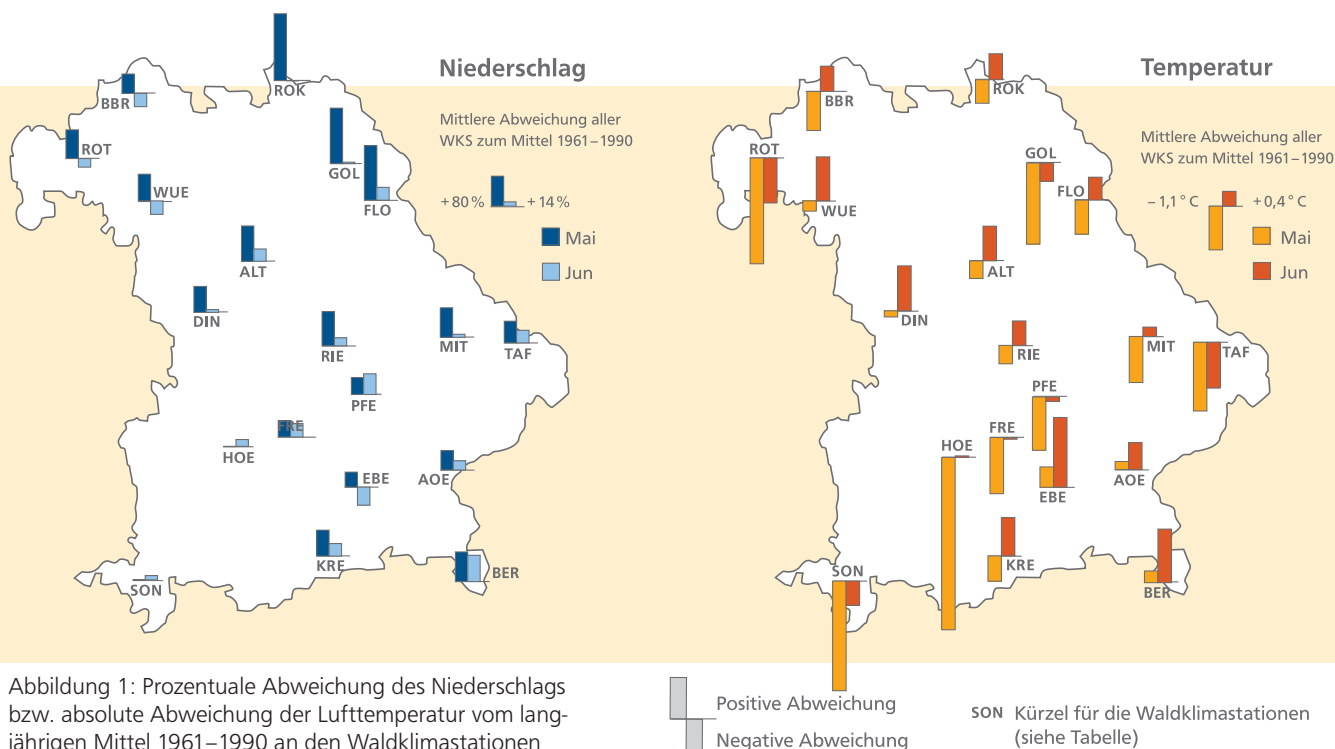 Niederschlag
Mittlere Abweichung aller
WKS zum Mittel 1961–1990
+80% +14%
Mai
Jun
ROK
BBR
ROT
GOL
WUE
FLO
ALT
DIN
RIE
MIT
TAF
PFE
FRE
HOE
AOE
EBE
KRE
BER
SON
Temperatur
Mittlere Abweichung aller
WKS zum Mittel 1961–1990
–1,1°C +0,4°C
Mai
Jun
ROK
BBR
ROT
GOL
FLO
WUE
ALT
DIN
RIE
MIT
TAF
PFE
FRE
HOE
AOE
EBE
KRE
SON
BER
Abbildung 1: Prozentuale Abweichung des Niederschlags
bzw. absolute Abweichung der Lufttemperatur vom lang-
jährigen Mittel 1961–1990 an den Waldklimastationen
Positive Abweichung
Negative Abweichung
SON Kürzel für die Waldklimastationen
(siehe Tabelle)